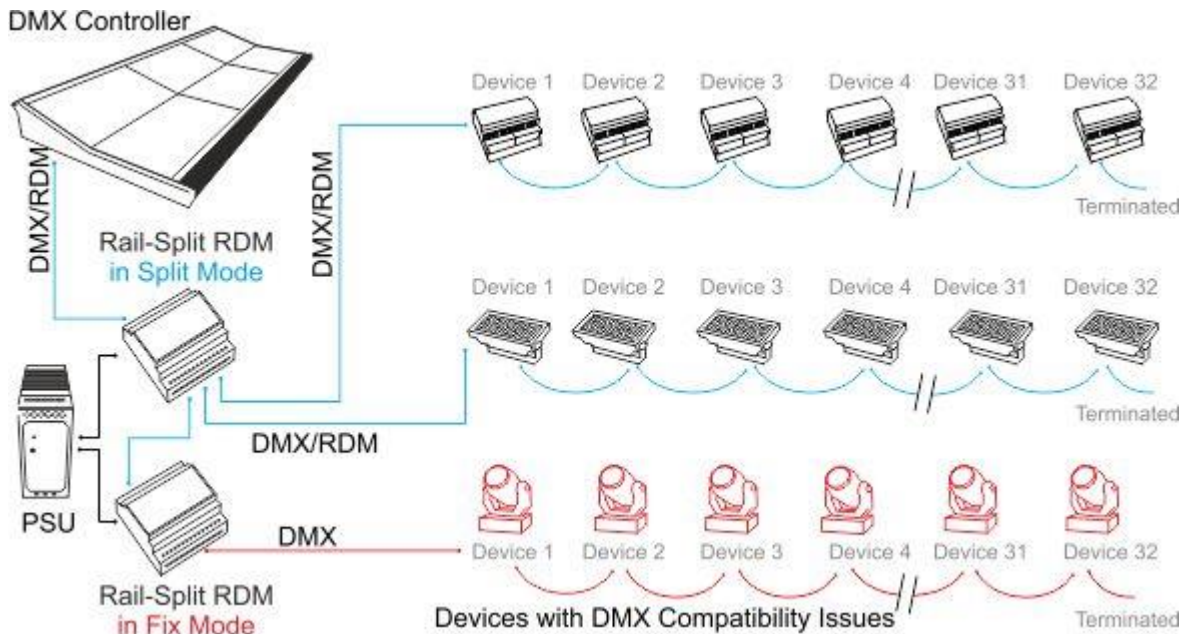 DMX Controller
DMX/RDM
Rail-Split RDM
in Split Mode
DMX/RDM
Device 1 Device 2 Device 3 Device 4 Device 31 Device 32
Terminated
Device 1 Device 2 Device 3 Device 4 Device 31 Device 32
Terminated
DMX/RDM
PSU
DMX
Device 1 Device 2 Device 3 Device 4 Device 31 Device 32
Rail-Split RDM
in Fix Mode
Devices with DMX Compatibility Issues
Terminated